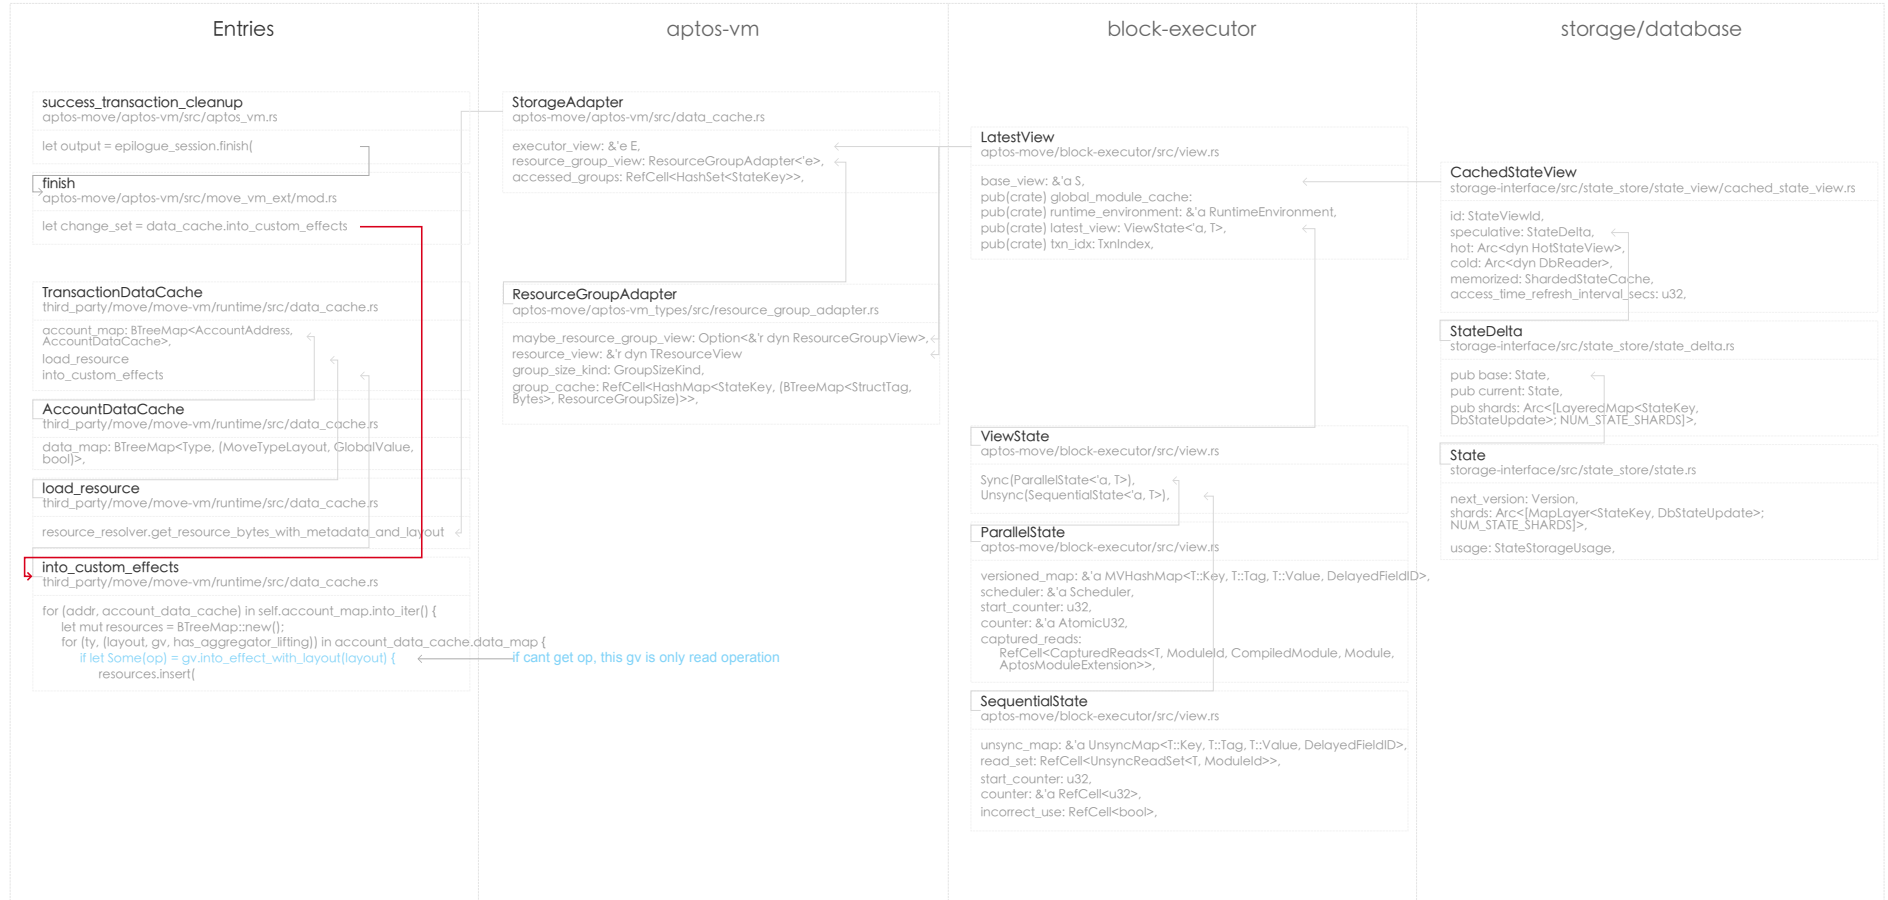 Entries
success_transaction_cleanup
aptos-move/aptos-vm/src/aptos_vm.rs
let output = epilogue_session.finish(
finish
aptos-move/aptos-vm/src/move_vm_ext/mod.rs
let change_set = data_cache.into_custom_effects
TransactionDataCache
third_party/move/move-vm/runtime/src/data_cache.rs
account_map: BTreeMap<AccountAddress,
AccountDataCache>,
load_resource
into_custom_effects
AccountDataCache
third_party/move/move-vm/runtime/src/data_cache.rs
data_map: BTreeMap<Type, (MoveTypeLayout, GlobalValue,
bool)>,
load_resource
third_party/move/move-vm/runtime/src/data_cache.rs
resource_resolver.get_resource_bytes_with_metadata_and_layout
into_custom_effects
third_party/move/move-vm/runtime/src/data_cache.rs
for (addr, account_data_cache) in self.account_map.into_iter() {
let mut resources = BTreeMap::new();
for (ty, (layout, gv, has_aggregator_lifting)) in account_data_cache.data_map {
if let Some(op) = gv.into_effect_with_layout(layout) {
resources.insert(
if cant get op, this gv is only read operation
aptos-vm
StorageAdapter
aptos-move/aptos-vm/src/data_cache.rs
executor_view: &'e E,
resource_group_view: ResourceGroupAdapter<'e>,
accessed_groups: RefCell<HashSet<StateKey>>,
ResourceGroupAdapter
aptos-move/aptos-vm_types/src/resource_group_adapter.rs
maybe_resource_group_view: Option<&'r dyn ResourceGroupView>,
resource_view: &'r dyn TResourceView
group_size_kind: GroupSizeKind,
group_cache: RefCell<HashMap<StateKey, (BTreeMap<StructTag,
Bytes>, ResourceGroupSize)>>,
block-executor
LatestView
aptos-move/block-executor/src/view.rs
base_view: &'a S,
pub(crate) global_module_cache:
pub(crate) runtime_environment: &'a RuntimeEnvironment,
pub(crate) latest_view: ViewState<'a, T>,
pub(crate) txn_idx: TxnIndex,
ViewState
aptos-move/block-executor/src/view.rs
Sync(ParallelState<'a, T>),
Unsync(SequentialState<'a, T>),
ParallelState
aptos-move/block-executor/src/view.rs
versioned_map: &'a MVHashMap<T::Key, T::Tag, T::Value, DelayedFieldID>,
scheduler: &'a Scheduler,
start_counter: u32,
counter: &'a AtomicU32,
captured_reads:
RefCell<CapturedReads<T, ModuleId, CompiledModule, Module,
AptosModuleExtension>>,
SequentialState
aptos-move/block-executor/src/view.rs
unsync_map: &'a UnsyncMap<T::Key, T::Tag, T::Value, DelayedFieldID>,
read_set: RefCell<UnsyncReadSet<T, ModuleId>>,
start_counter: u32,
counter: &'a RefCell<u32>,
incorrect_use: RefCell<bool>,
storage/database
CachedStateView
storage-interface/src/state_store/state_view/cached_state_view.rs
id: StateViewId,
speculative: StateDelta,
hot: Arc<dyn HotStateView>,
cold: Arc<dyn DbReader>,
memorized: ShardedStateCache,
access_time_refresh_interval_secs: u32,
StateDelta
storage-interface/src/state_store/state_delta.rs
pub base: State,
pub current: State,
pub shards: Arc<[LayeredMap<StateKey,
DbStateUpdate>; NUM_STATE_SHARDS]>,
State
storage-interface/src/state_store/state.rs
next_version: Version,
shards: Arc<[MapLayer<StateKey, DbStateUpdate>;
NUM_STATE_SHARDS]>,
usage: StateStorageUsage,